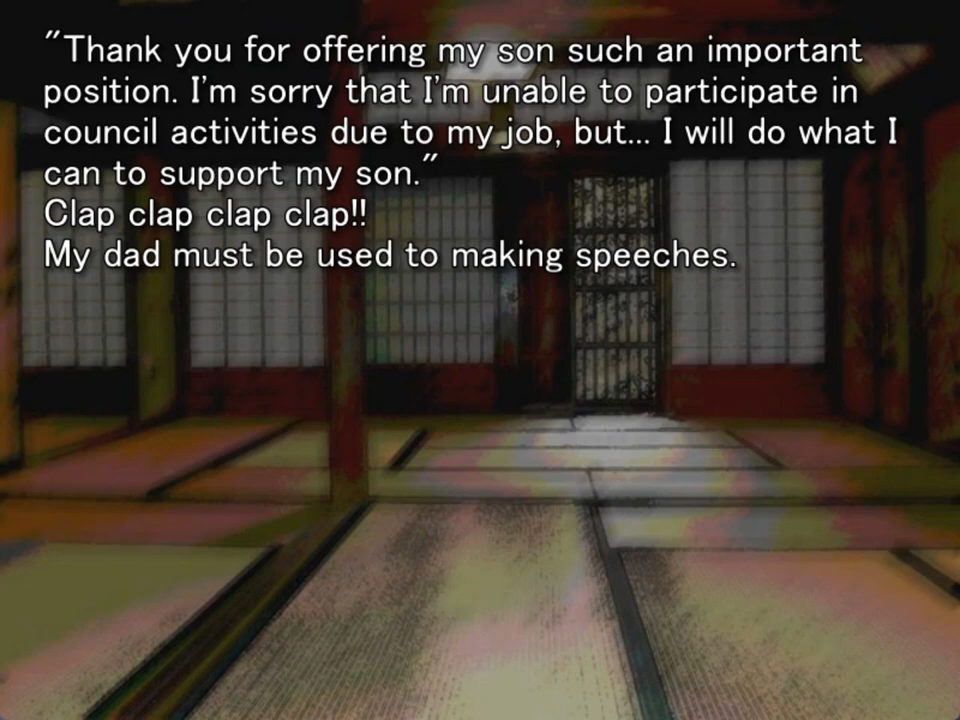 "Thank you for offering my son such an important
position. I'm sorry that I'm unable to participate in
council activities due to my job, but... I will do what I
can to support my son."
Clap clap clap clap!!
My dad must be used to making speeches.